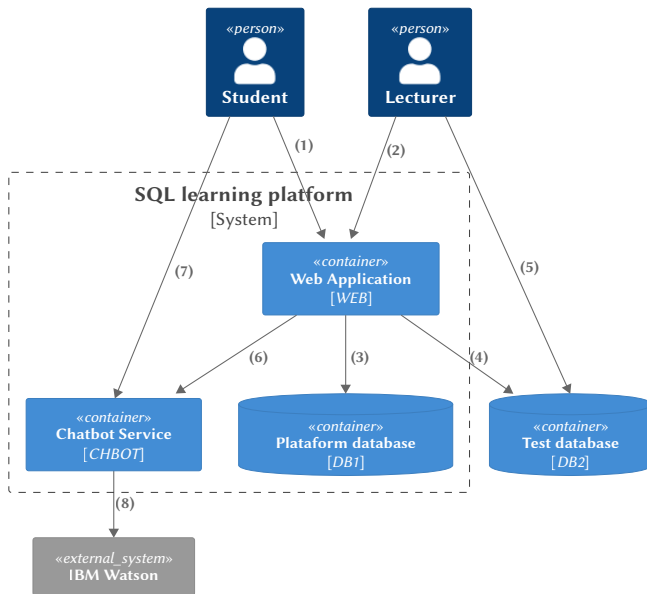 «person»
Student
«person»
Lecturer
(1)
(2)
SQL learning platform
[System]
«container»
Web Application
[WEB]
(7)
(5)
(6)
(3)
(4)
«container»
Chatbot Service
[CHBOT]
«container»
Plataform database
[DB1]
«container»
Test database
[DB2]
(8)
«external_system»
IBM Watson